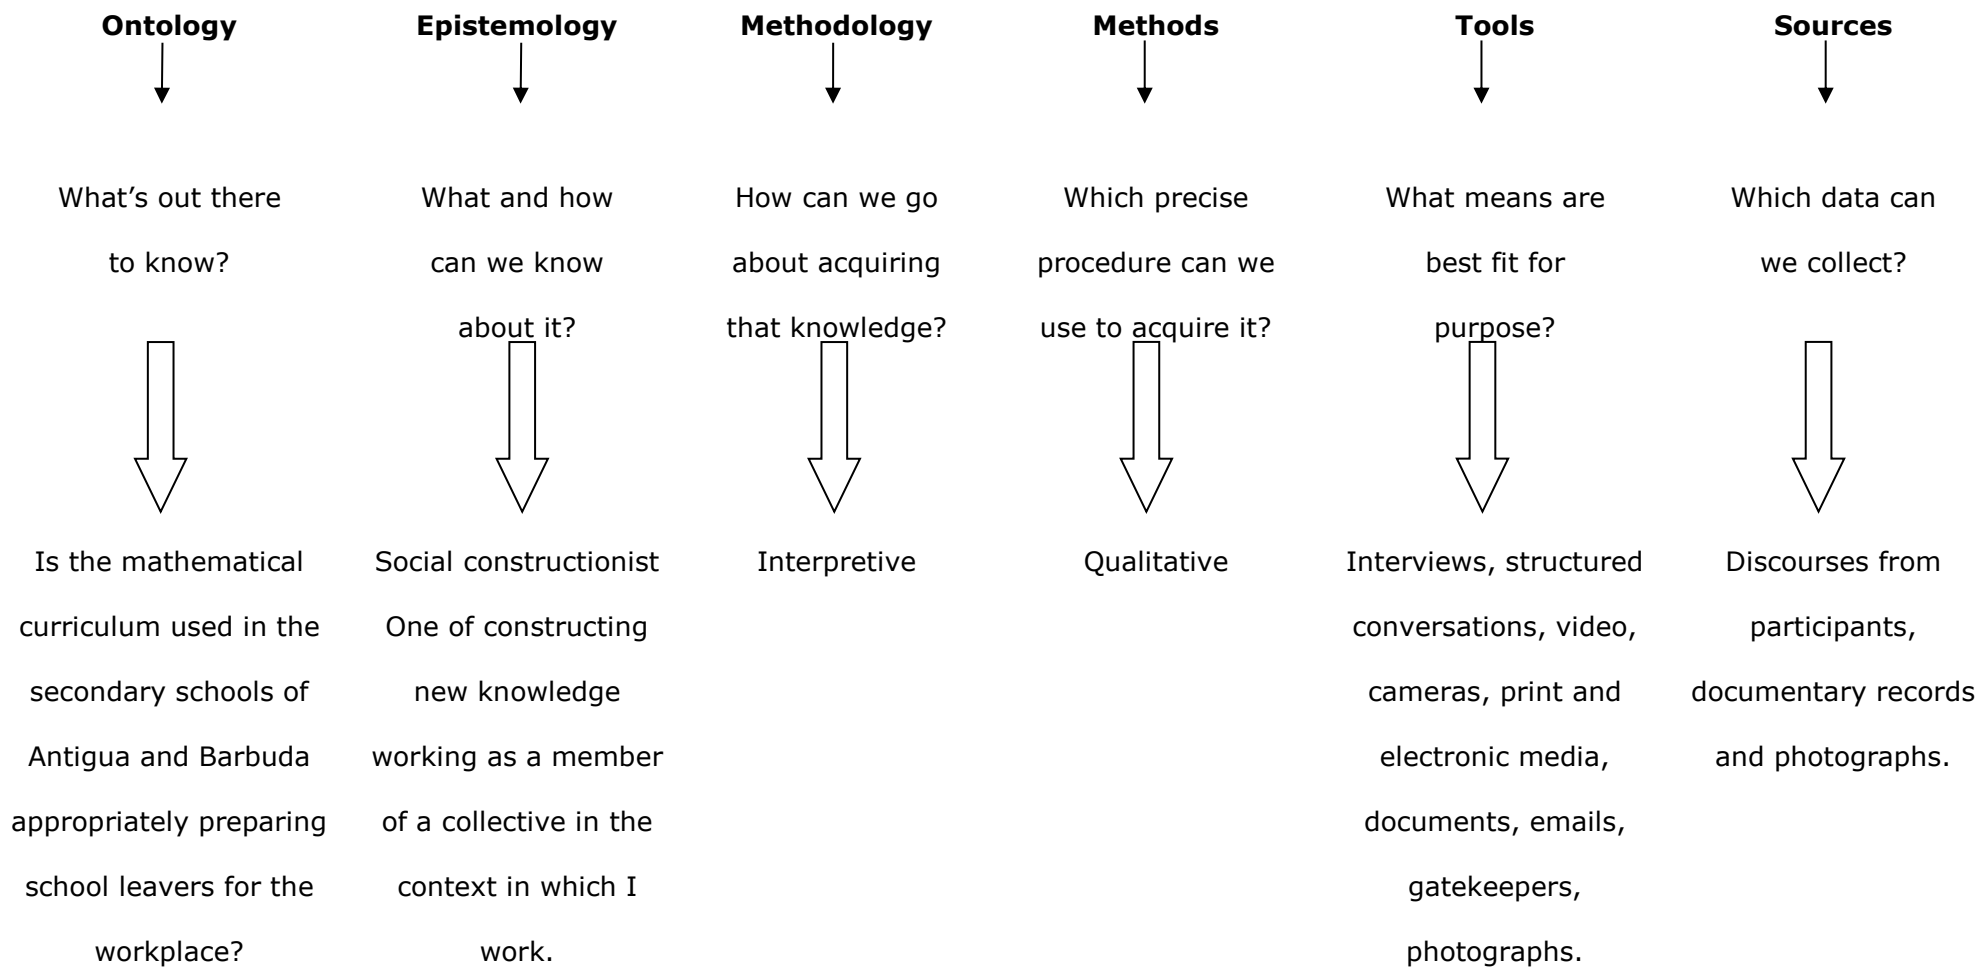 Ontology
What's out there
to know?
Is the mathematical
curriculum used in the
secondary schools of
Antigua and Barbuda
appropriately preparing
school leavers for the
workplace?
Epistemology
What and how
can we know
about it?
Social constructionist
One of constructing
new knowledge
working as a member
of a collective in the
context in which I
work.
Methodology
How can we go
about acquiring
that knowledge?
Interpretive
Methods
Which precise
procedure can we
use to acquire it?
Qualitative
Tools
What means are
best fit for
purpose?
Interviews, structured
conversations, video,
cameras, print and
electronic media,
documents, emails,
gatekeepers,
photographs.
Sources
Which data can
we collect?
Discourses from
participants,
documentary records
and photographs.